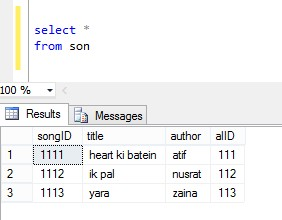 select *
from son
100 %
Results Messages
songID title author alID
1 1111 heart ki batein atif 111
2 1112 ik pal nusrat 112
3 1113 yara zaina 113